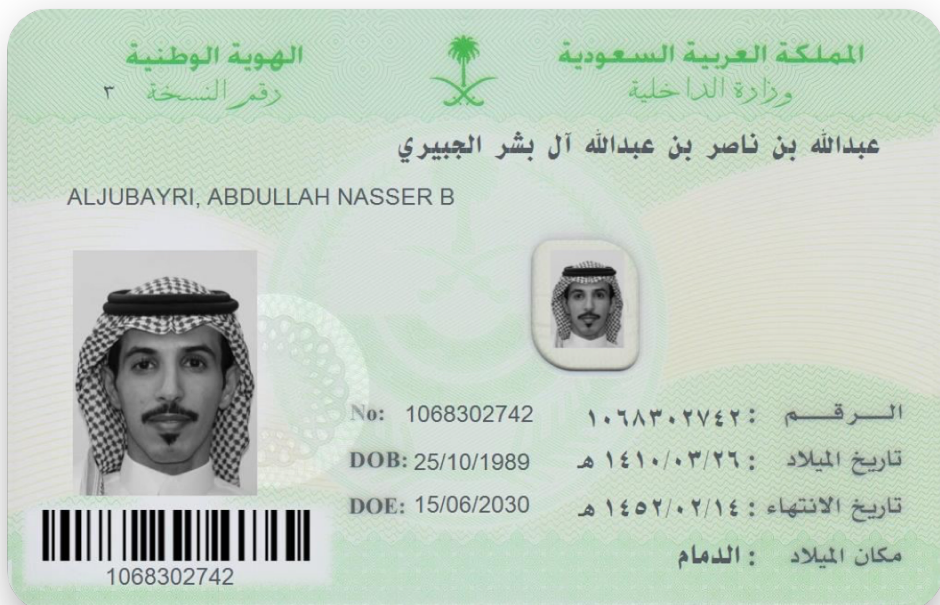 المملكة العربية السعودية
وزارة الداخلية
الهوية الوطنية
رقم النسخة ٣
عبدالله بن ناصر بن عبدالله آل بشر الجبيري
ALJUBAYRI, ABDULLAH NASSER B
الرقم : ١٠٦٨٣٠٢٧٤٢
No: 1068302742
تاريخ الميلاد : ١٤١٠/٠٣/٢٦ هـ
DOB: 25/10/1989
تاريخ الانتهاء : ١٤٥٢/٠٢/١٤ هـ
DOE: 15/06/2030
مكان الميلاد : الدمام
1068302742